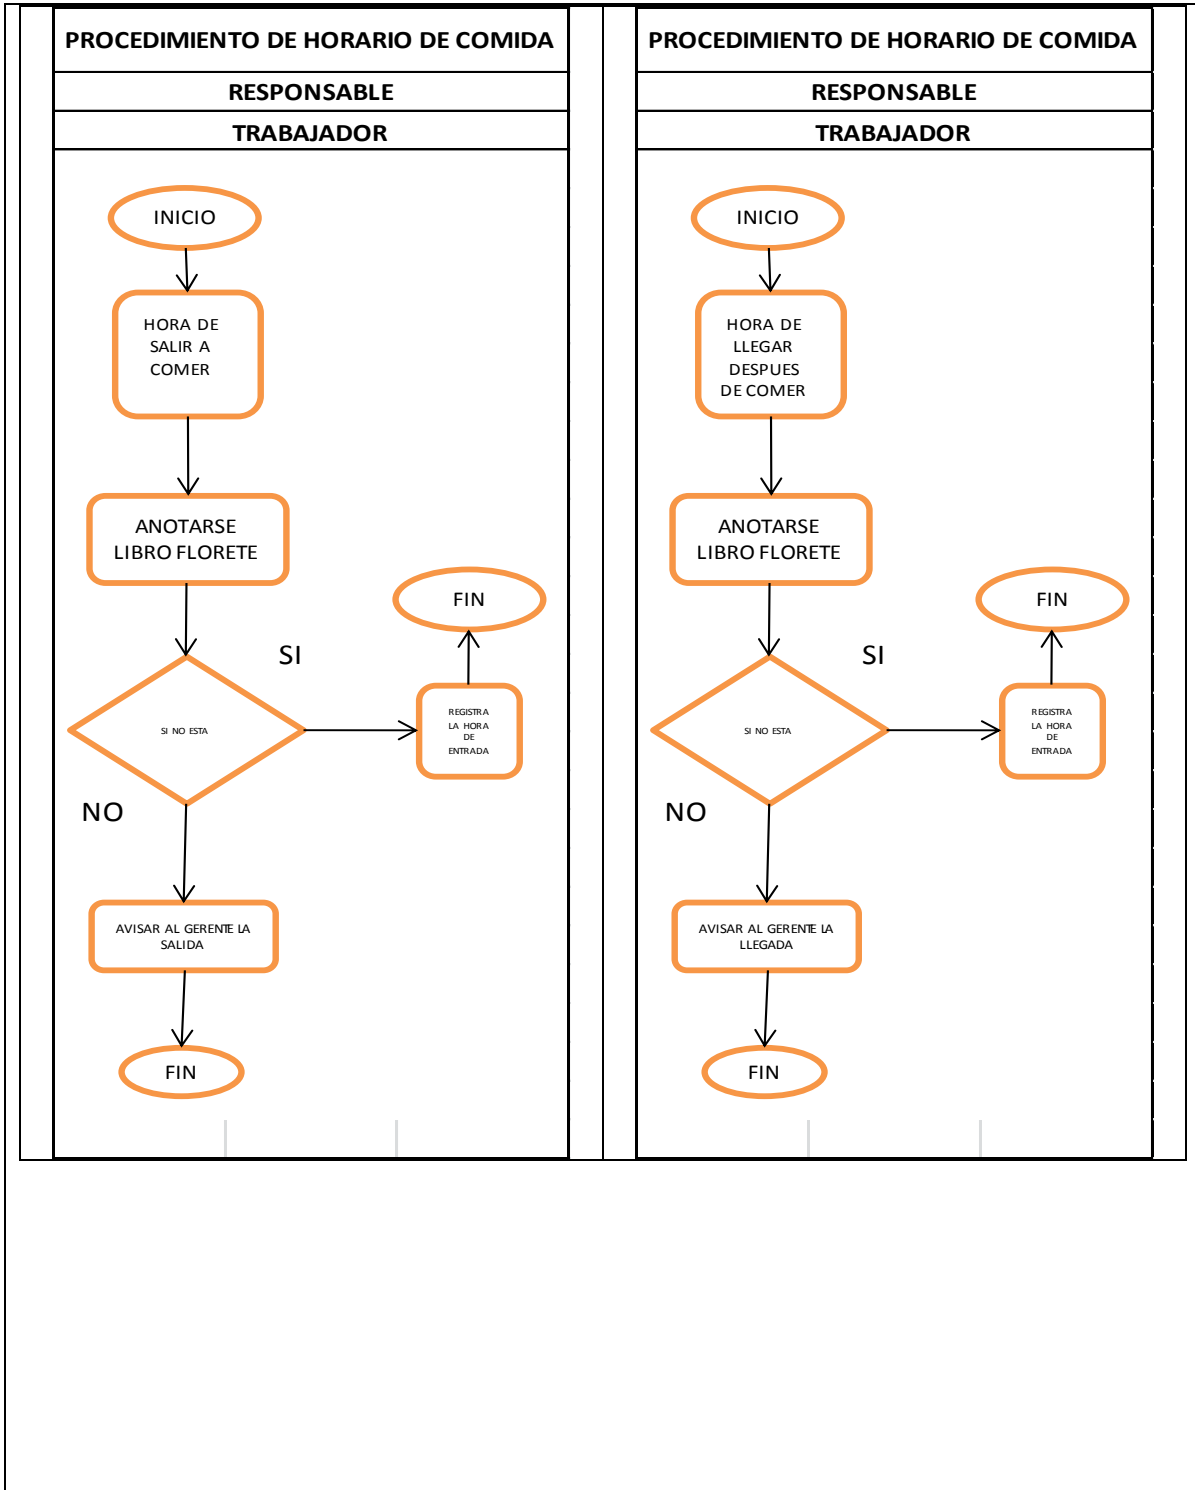 PROCEDIMIENTO DE HORARIO DE COMIDA
RESPONSABLE
TRABAJADOR
INICIO
HORA DE
SALIR A
COMER
ANOTARSE
LIBRO FLORETE
FIN
SI
SI NO ESTA
REGISTRA
LA HORA
DE
ENTRADA
NO
AVISAR AL GERENTE LA
SALIDA
FIN
PROCEDIMIENTO DE HORARIO DE COMIDA
RESPONSABLE
TRABAJADOR
INICIO
HORA DE
LLEGAR
DESPUES
DE COMER
ANOTARSE
LIBRO FLORETE
FIN
SI
SI NO ESTA
REGISTRA
LA HORA
DE
ENTRADA
NO
AVISAR AL GERENTE LA
LLEGADA
FIN